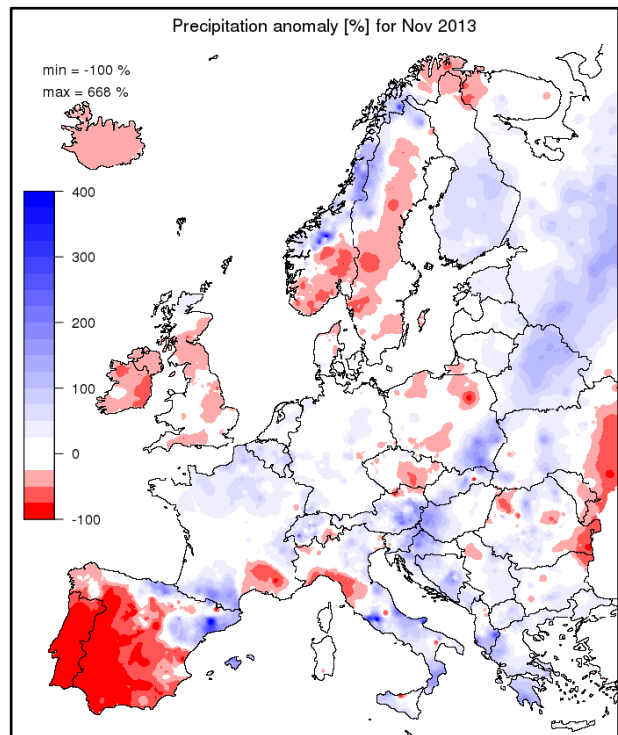 Precipitation anomaly [%] for Nov 2013
min = -100 %
max = 668 %
400
300
200
100
0
-100